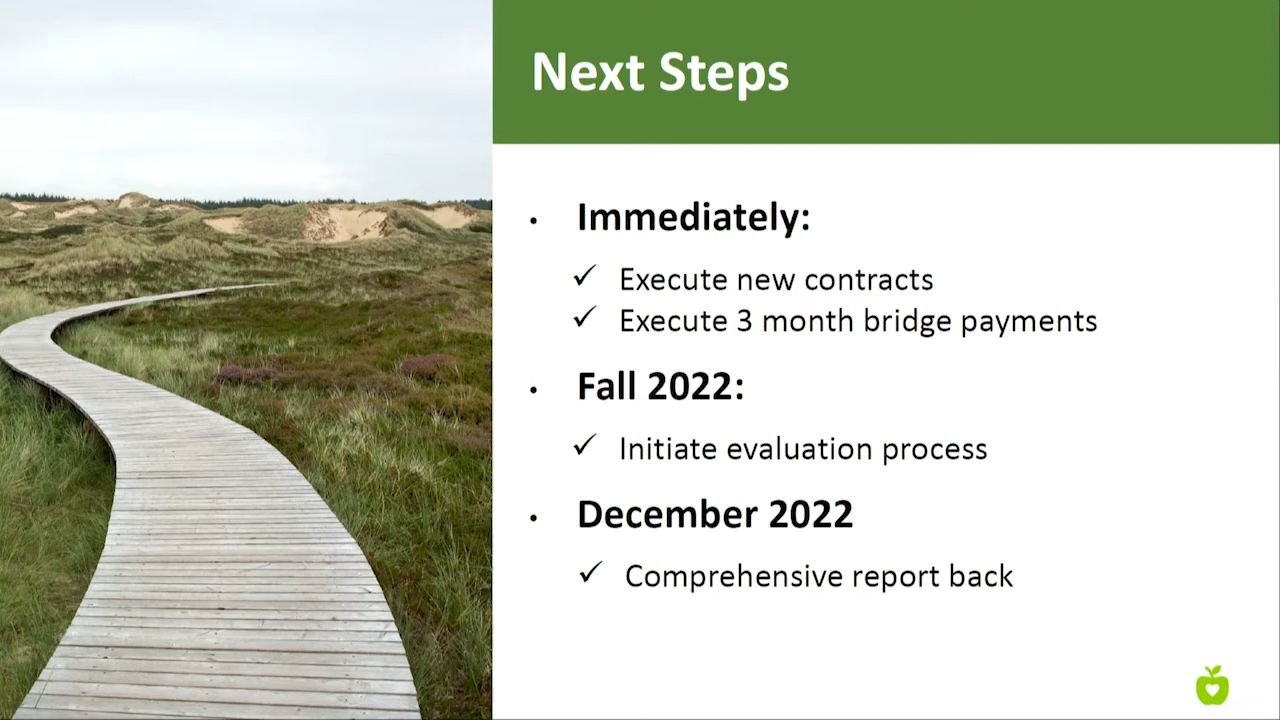 Next Steps
• Immediately:
✓ Execute new contracts
✓ Execute 3 month bridge payments
• Fall 2022:
✓ Initiate evaluation process
• December 2022
✓ Comprehensive report back